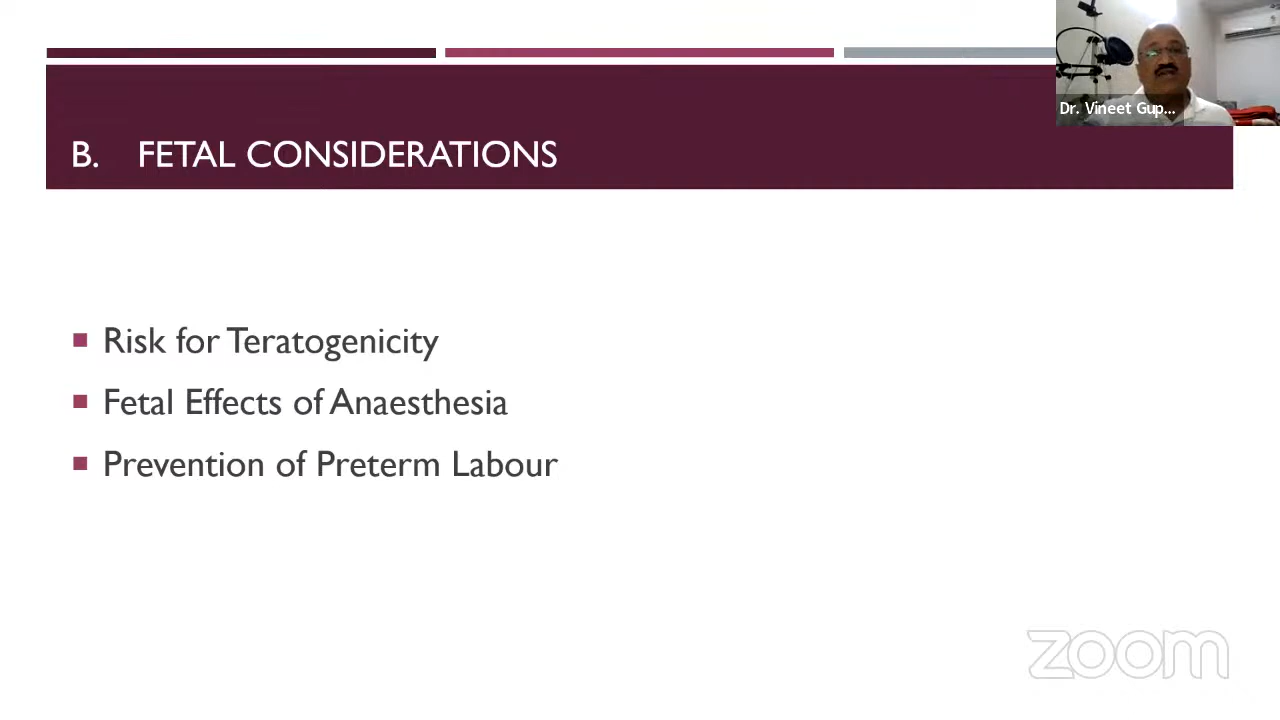 Dr. Vineet Gup...
B. FETAL CONSIDERATIONS
Risk for Teratogenicity
Fetal Effects of Anaesthesia
Prevention of Preterm Labour
zoom